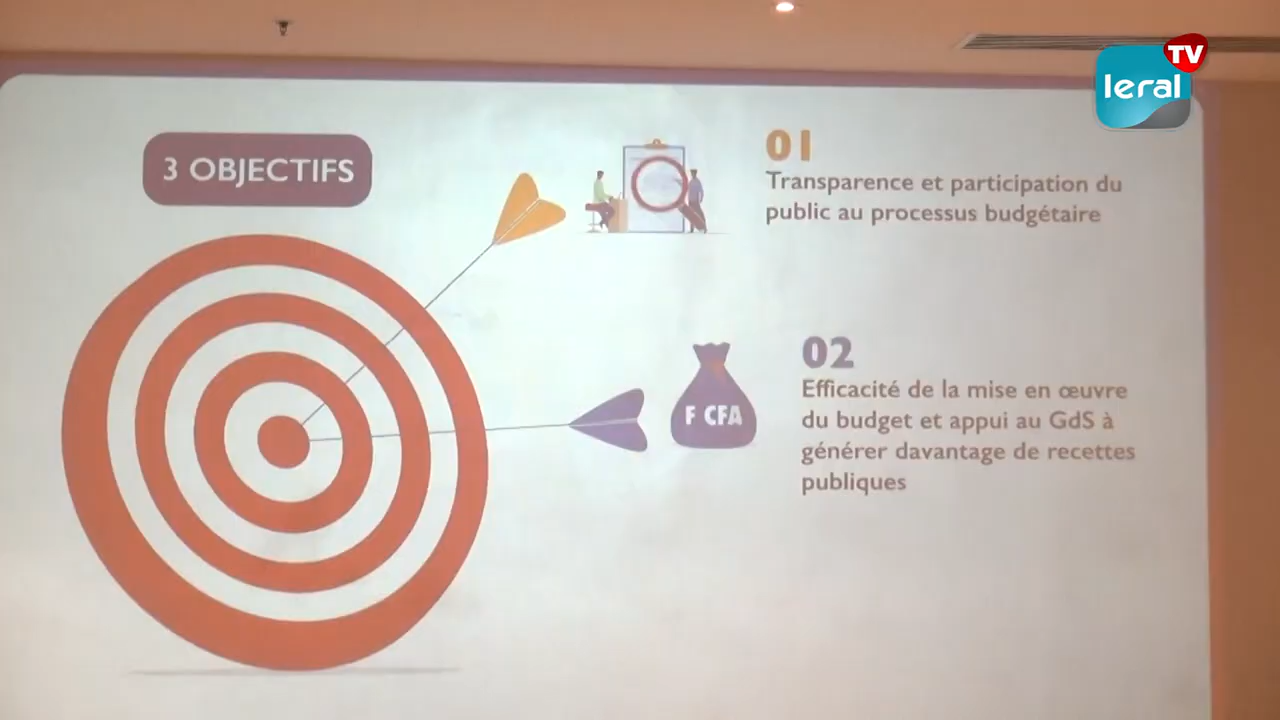 TV
leral
3 OBJECTIFS
01
Transparence et participation du
public au processus budgétaire
02
Efficacité de la mise en œuvre
du budget et appui au GdS à
générer davantage de recettes
publiques
F CFA